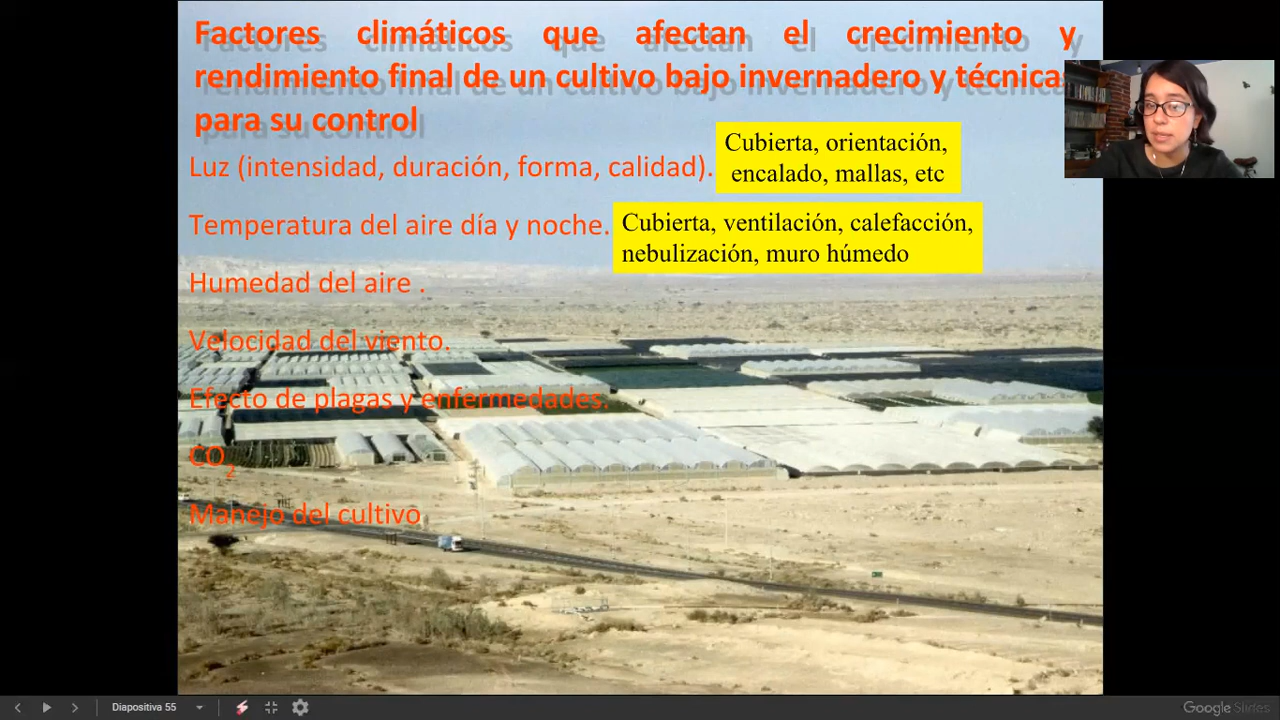 Factores climáticos que afectan el crecimiento y
rendimiento final de un cultivo bajo invernadero y técnicas
para su control
Luz (intensidad, duración, forma, calidad).
Cubierta, orientación,
encalado, mallas, etc
Temperatura del aire día y noche.
Cubierta, ventilación, calefacción,
nebulización, muro húmedo
Humedad del aire .
Velocidad del viento.
Efecto de plagas y enfermedades.
CO2
Manejo del cultivo
Diapositiva 55
Google Slides